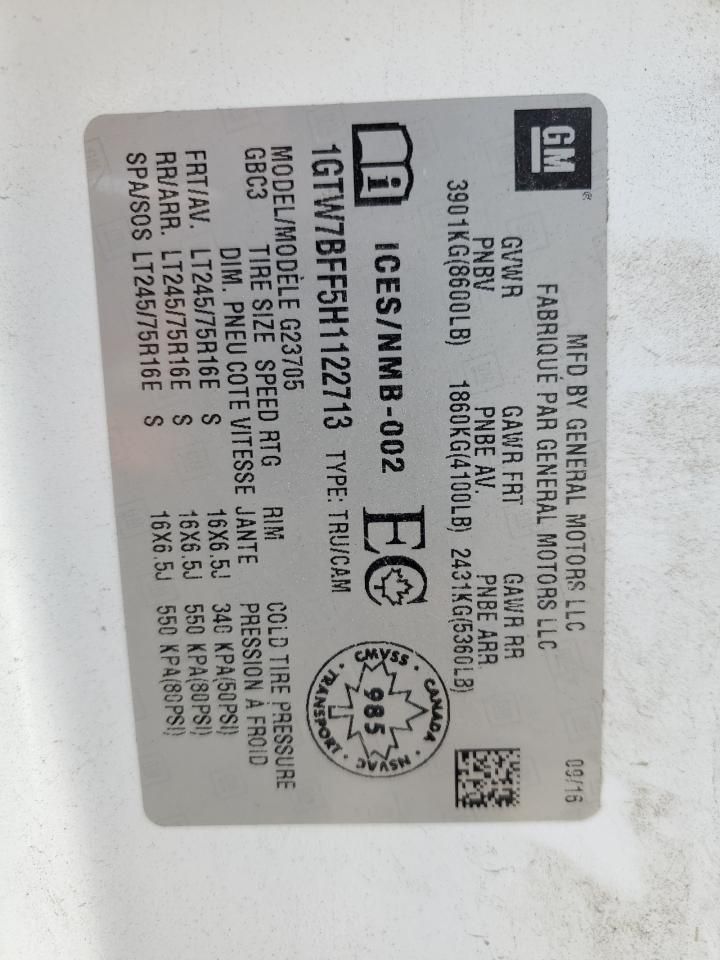 GM
MFD BY GENERAL MOTORS LLC 09/16
FABRIQUÉ PAR GENERAL MOTORS LLC
GVWR GAWR FRT GAWR RR
PNBV PNBE AV. PNBE ARR.
3901KG(8600LB) 1860KG(4100LB) 2431KG(5360LB)
ICES/NMB-002 EC
CMVSS · CANADA · NSVAC · TRANSPORT ·
985
1GTW7BFF5H1122713 TYPE: TRU/CAM
MODEL/MODÈLE G23705
GBC3 TIRE SIZE SPEED RTG RIM COLD TIRE PRESSURE
DIM. PNEU COTE VITESSE JANTE PRESSION À FROID
FRT/AV. LT245/75R16E S 16X6.5J 340 KPA(50PSI)
RR/ARR. LT245/75R16E S 16X6.5J 550 KPA(80PSI)
SPA/SOS LT245/75R16E S 16X6.5J 550 KPA(80PSI)